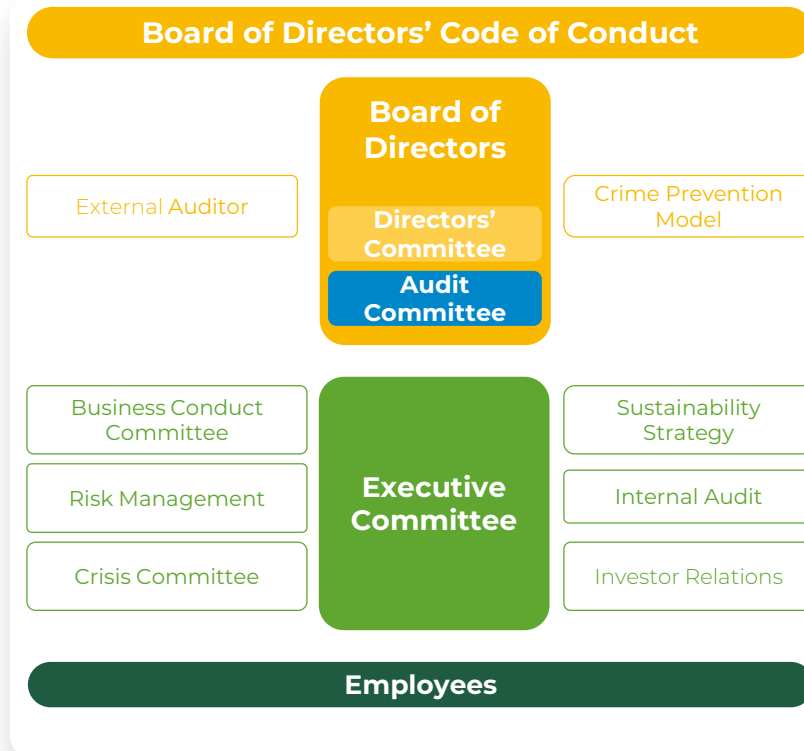 Board of Directors’ Code of Conduct
Board of
Directors
External Auditor
Directors’
Committee
Audit
Committee
Crime Prevention
Model
Business Conduct
Committee
Risk Management
Crisis Committee
Executive
Committee
Sustainability
Strategy
Internal Audit
Investor Relations
Employees